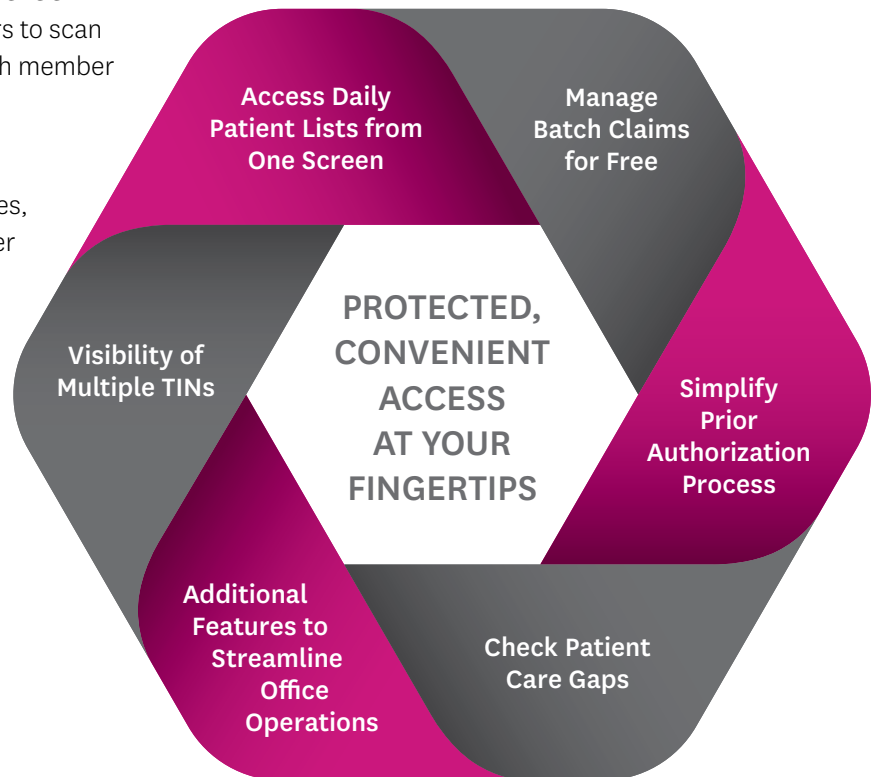 rs to scan
h member
es,
er
Access Daily
Patient Lists from
One Screen
Manage
Batch Claims
for Free
Visibility of
Multiple TINs
PROTECTED,
CONVENIENT
ACCESS
AT YOUR
FINGERTIPS
Simplify
Prior
Authorization
Process
Additional
Features to
Streamline
Office
Operations
Check Patient
Care Gaps